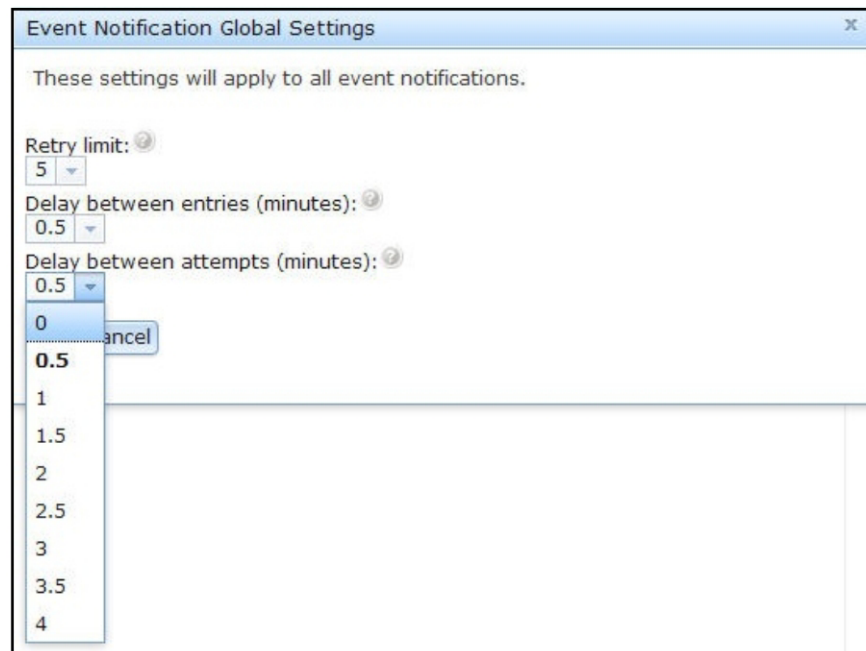 Event Notification Global Settings x
These settings will apply to all event notifications.
Retry limit: ?
5
Delay between entries (minutes): ?
0.5
Delay between attempts (minutes): ?
0.5
0
ancel
0.5
1
1.5
2
2.5
3
3.5
4